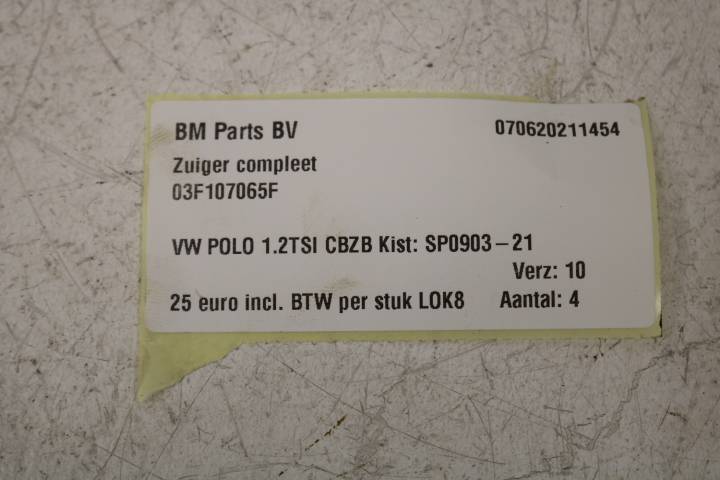 BM Parts BV 070620211454
Zuiger compleet
03F107065F
VW POLO 1.2TSI CBZB Kist: SP0903-21
Verz: 10
25 euro incl. BTW per stuk LOK8 Aantal: 4